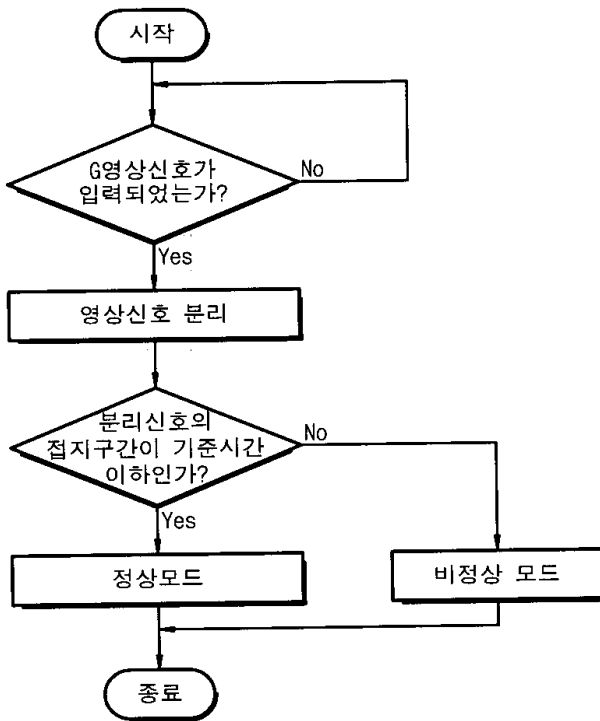 시작
G영상신호가
입력되었는가?
No
Yes
영상신호 분리
분리신호의
접지구간이 기준시간
이하인가?
No
Yes
정상모드
비정상 모드
종료